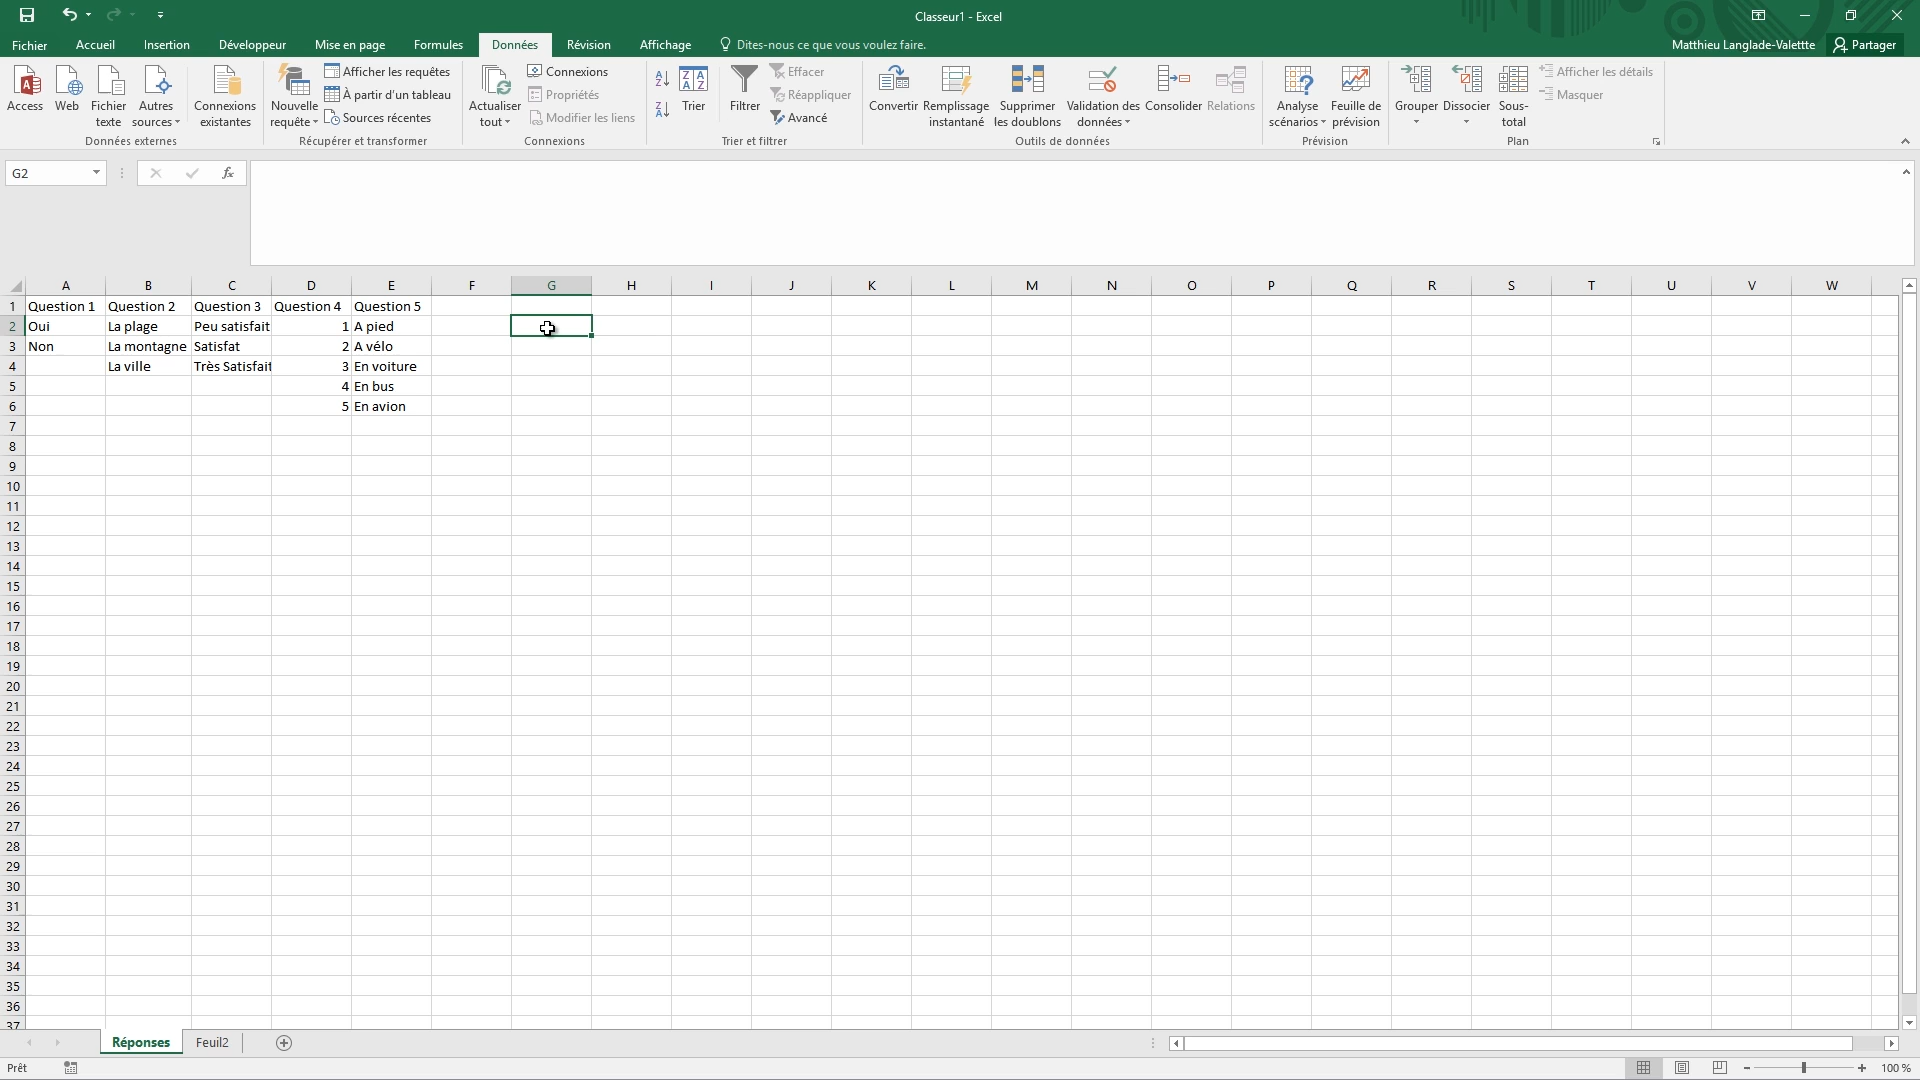 Classeur1 - Excel
Fichier Accueil Insertion Développeur Mise en page Formules Données Révision Affichage Dites-nous ce que vous voulez faire. Matthieu Langlade-Valettte Partager
Access Web Fichier texte Autres sources Connexions existantes
Données externes
Nouvelle requête Afficher les requêtes
À partir d'un tableau
Sources récentes
Récupérer et transformer
Actualiser tout Connexions
Propriétés
Modifier les liens
Connexions
Trier Filtrer Effacer
Réappliquer
Avancé
Trier et filtrer
Convertir Remplissage instantané Supprimer les doublons Validation des données Consolider Relations
Outils de données
Analyse scénarios Feuille de prévision
Prévision
Grouper Dissocier Sous-total Afficher les détails
Masquer
Plan
G2 fx
A B C D E F G H I J K L M N O P Q R S T U V W
1 Question 1 Question 2 Question 3 Question 4 Question 5
2 Oui La plage Peu satisfait 1 A pied
3 Non La montagne Satisfat 2 A vélo
4 La ville Très Satisfait 3 En voiture
5 4 En bus
6 5 En avion
7
8
9
10
11
12
13
14
15
16
17
18
19
20
21
22
23
24
25
26
27
28
29
30
31
32
33
34
35
36
37
Réponses Feuil2
Prêt 100 %